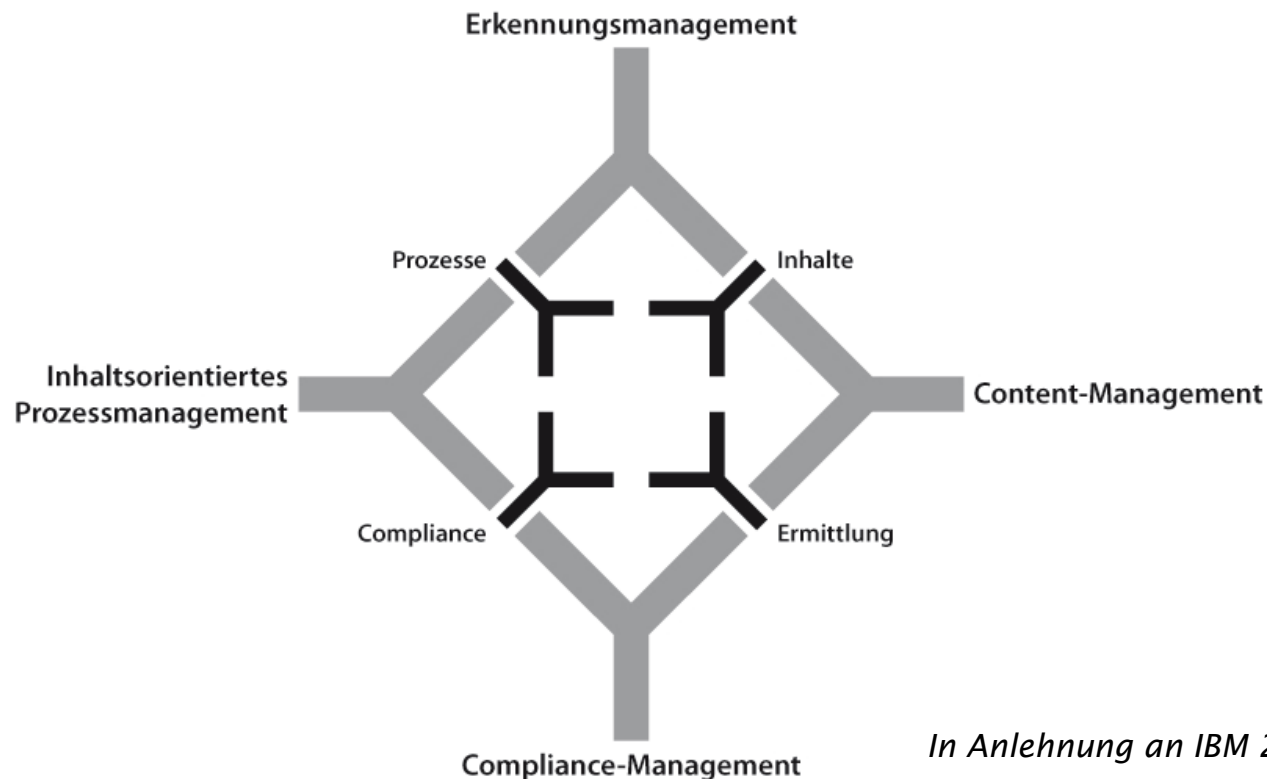 Erkennungsmanagement
Prozesse
Inhalte
Inhaltsorientiertes
Prozessmanagement
Content-Management
Compliance
Ermittlung
In Anlehnung an IBM
Compliance-Management